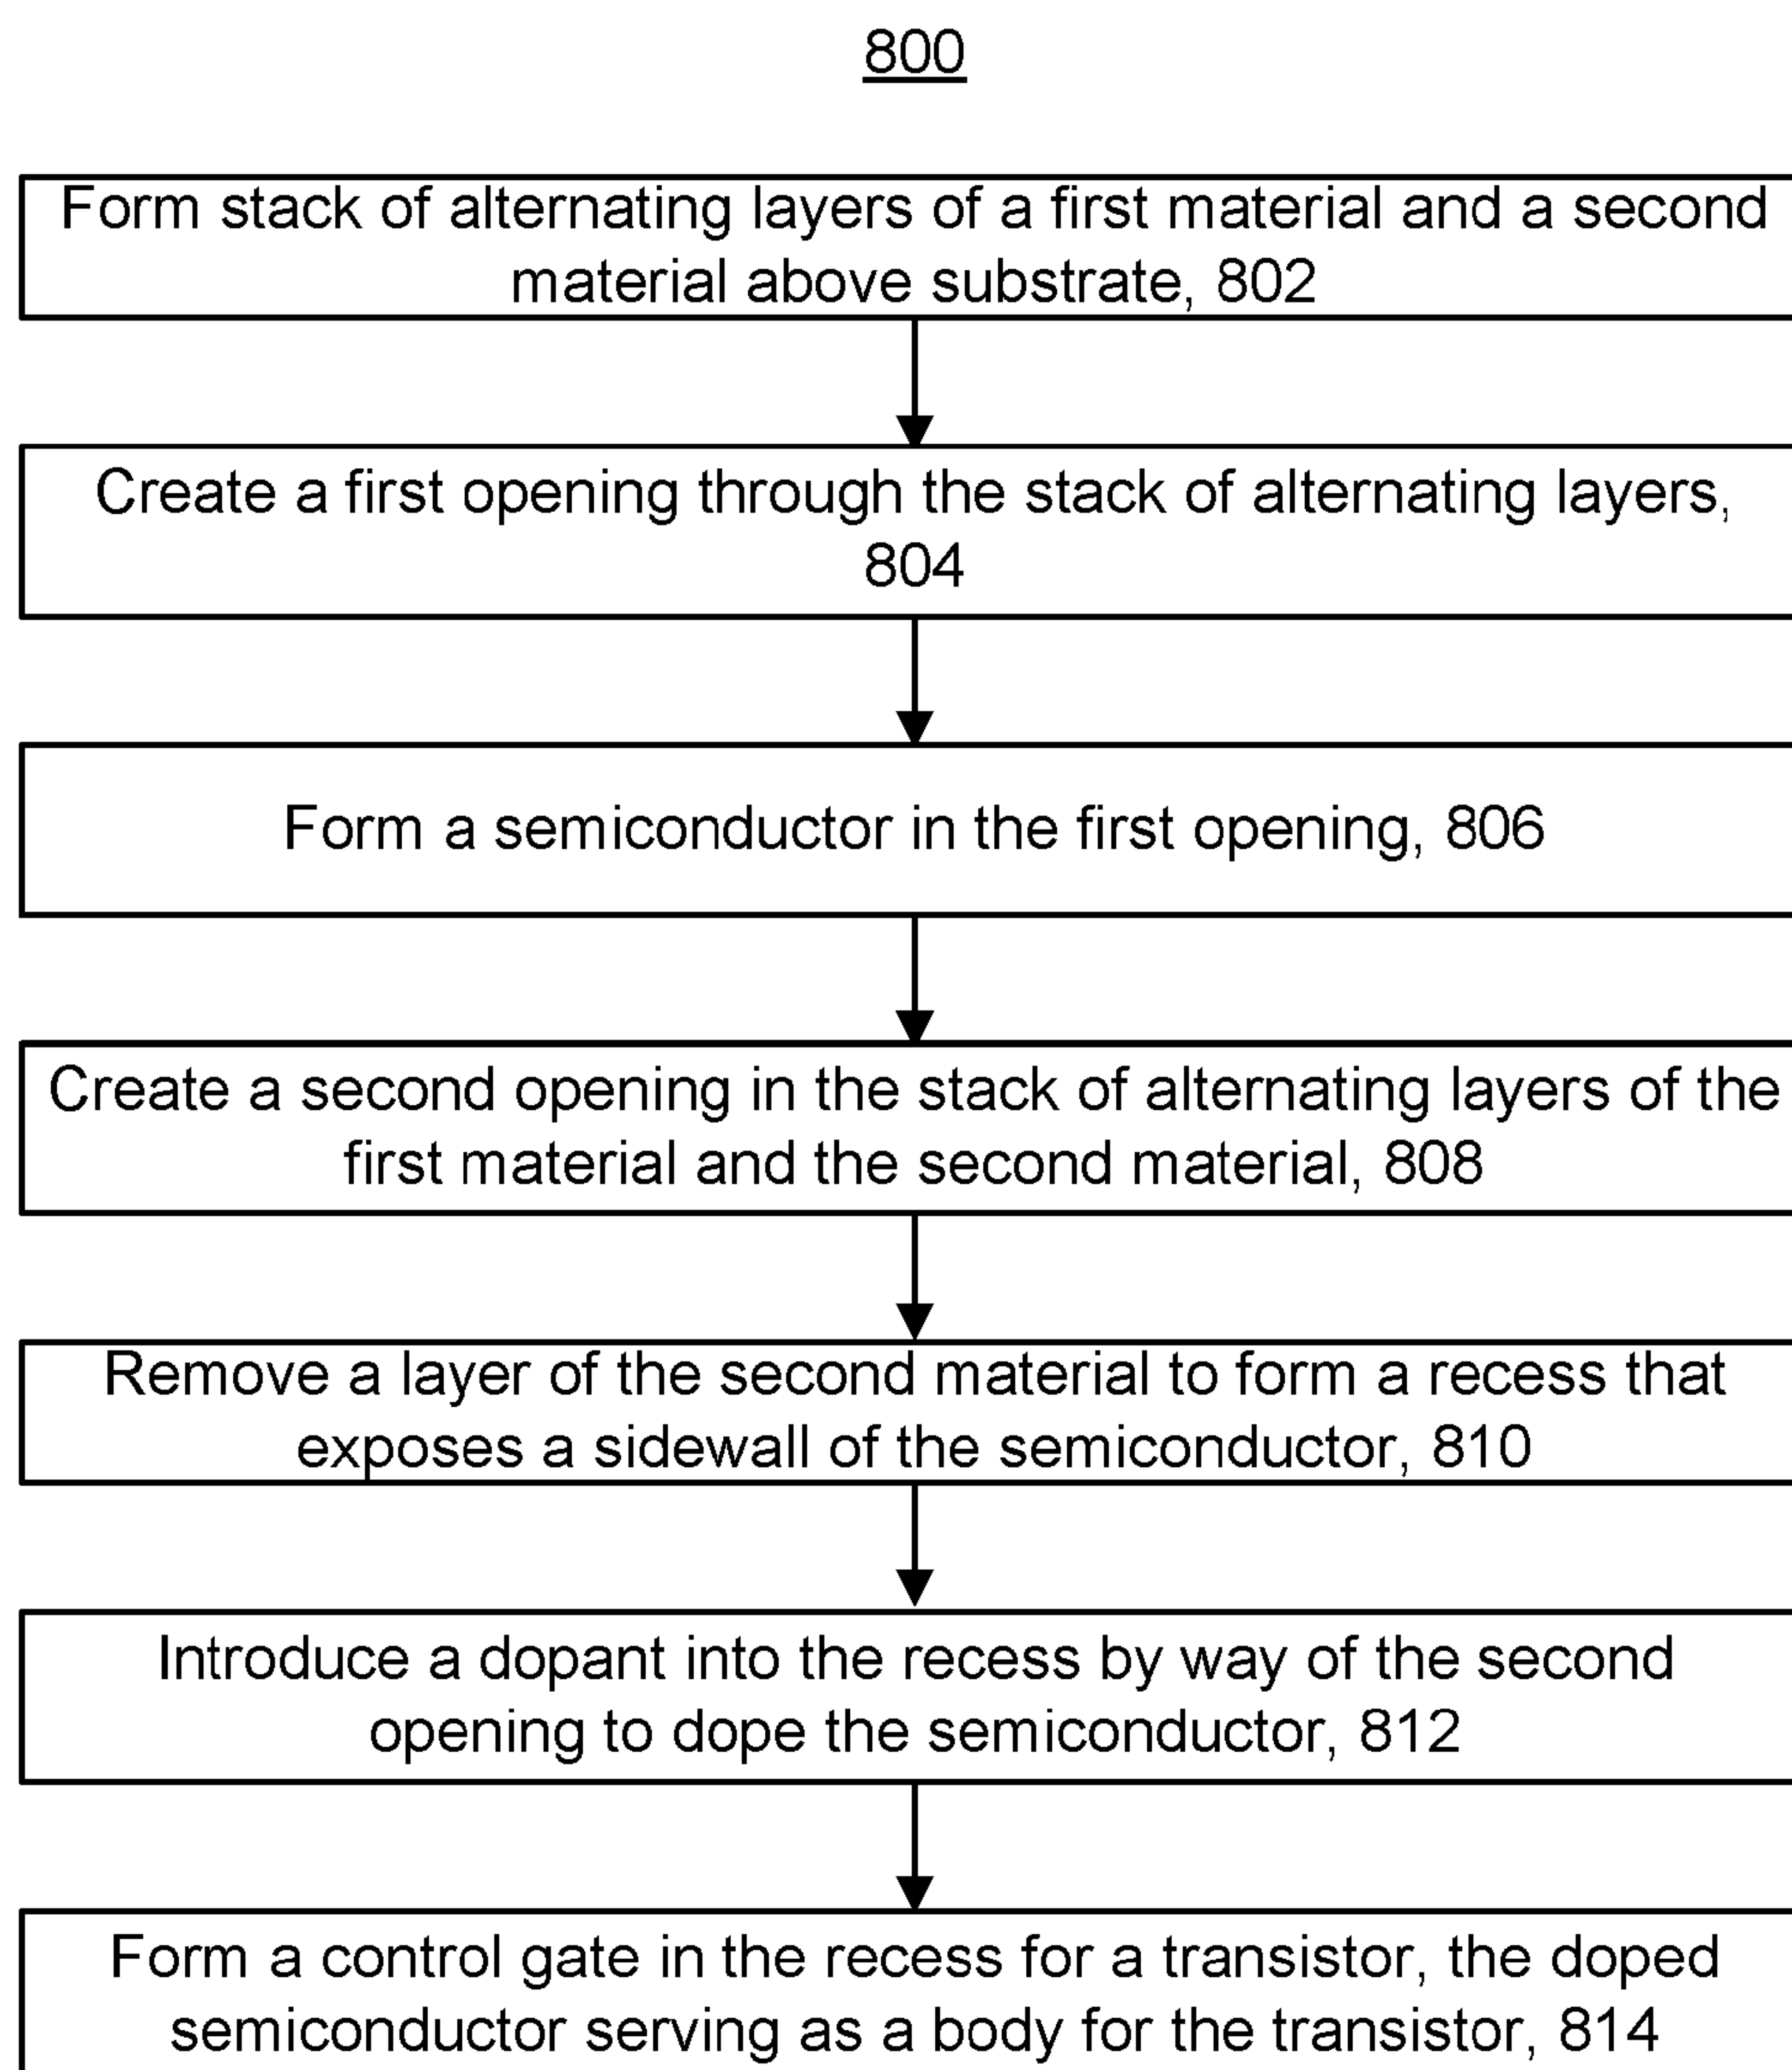 800
Form stack of alternating layers of a first material and a second
material above substrate, 802
Create a first opening through the stack of alternating layers,
804
Form a semiconductor in the first opening, 806
Create a second opening in the stack of alternating layers of the
first material and the second material, 808
Remove a layer of the second material to form a recess that
exposes a sidewall of the semiconductor, 810
Introduce a dopant into the recess by way of the second
opening to dope the semiconductor, 812
Form a control gate in the recess for a transistor, the doped
semiconductor serving as a body for the transistor, 814